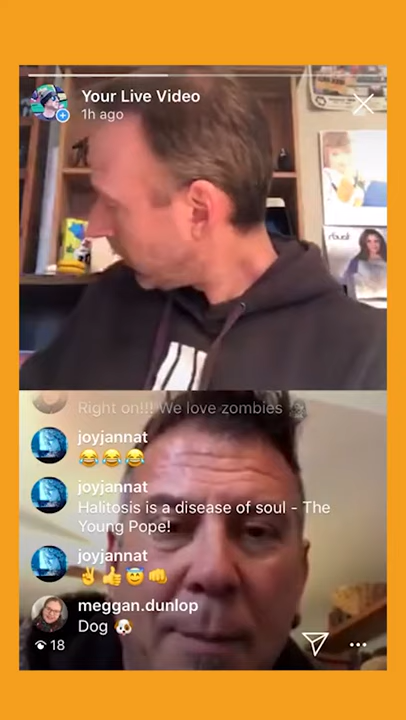 Your Live Video
1h ago
rbust
Right on!!! We love zombies
joyjannat
😂😂😂
joyjannat
Halitosis is a disease of soul - The
Young Pope!
joyjannat
✌️👍😇👊
meggan.dunlop
Dog 🐶
18